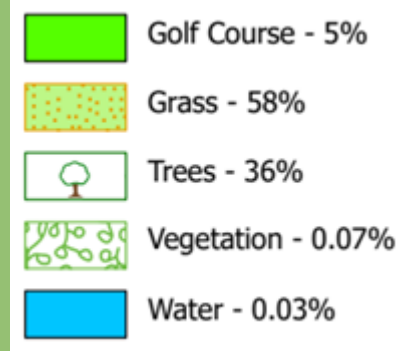 Golf Course - 5%
Grass - 58%
Trees - 36%
Vegetation - 0.07%
Water - 0.03%